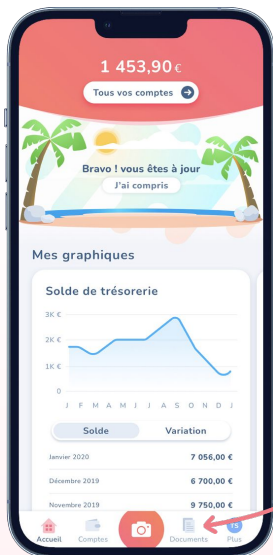 1 453,90 €
Tous vos comptes
Bravo ! vous êtes à jour
J'ai compris
Mes graphiques
Solde de trésorerie
3K €
2K €
1K €
0
J F M A M J J A S O N D J
Solde Variation
Janvier 2020 7 056,00 €
Décembre 2019 6 700,00 €
Novembre 2019 9 750,00 €
TS
Accueil Comptes Documents Plus